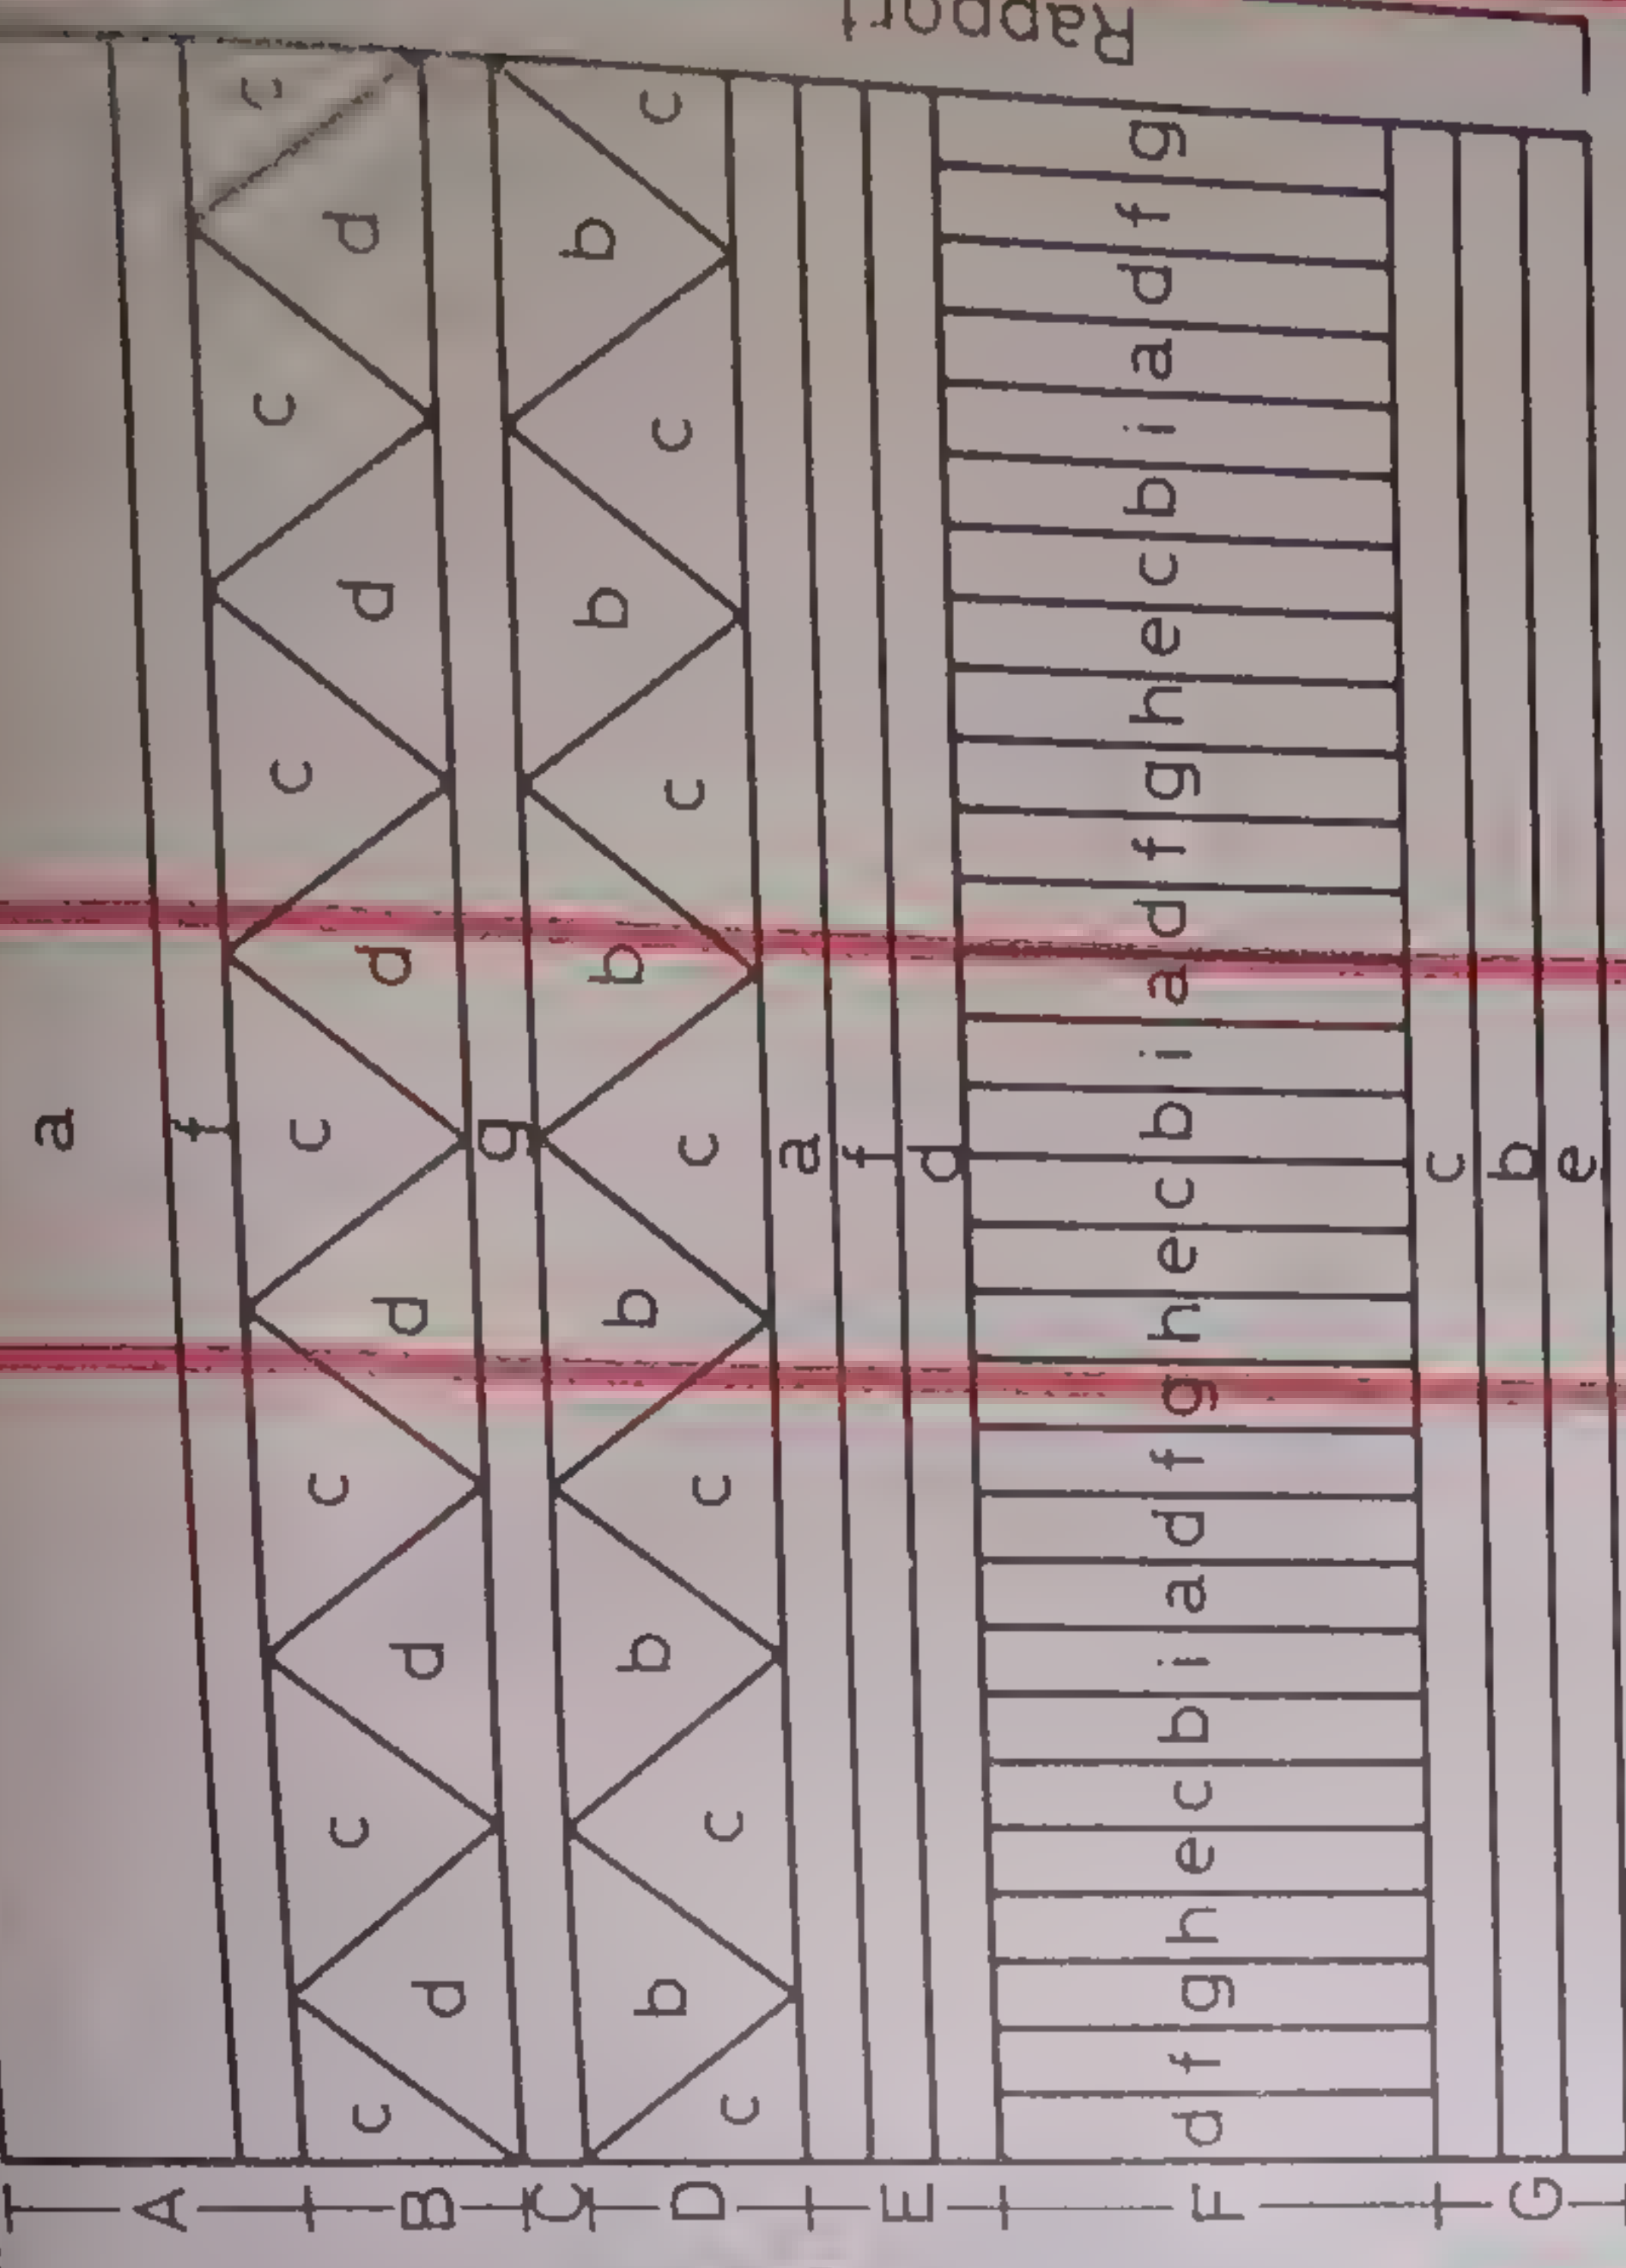 a
A
f
c c c c c c c
B d d d d d d
C g
b b b b b b
D c c c c c c c
a
E f
d
F d f g h e c b i a d f g h e c b i a d f g h e c b i a d f g
c
G b
e
Rapport